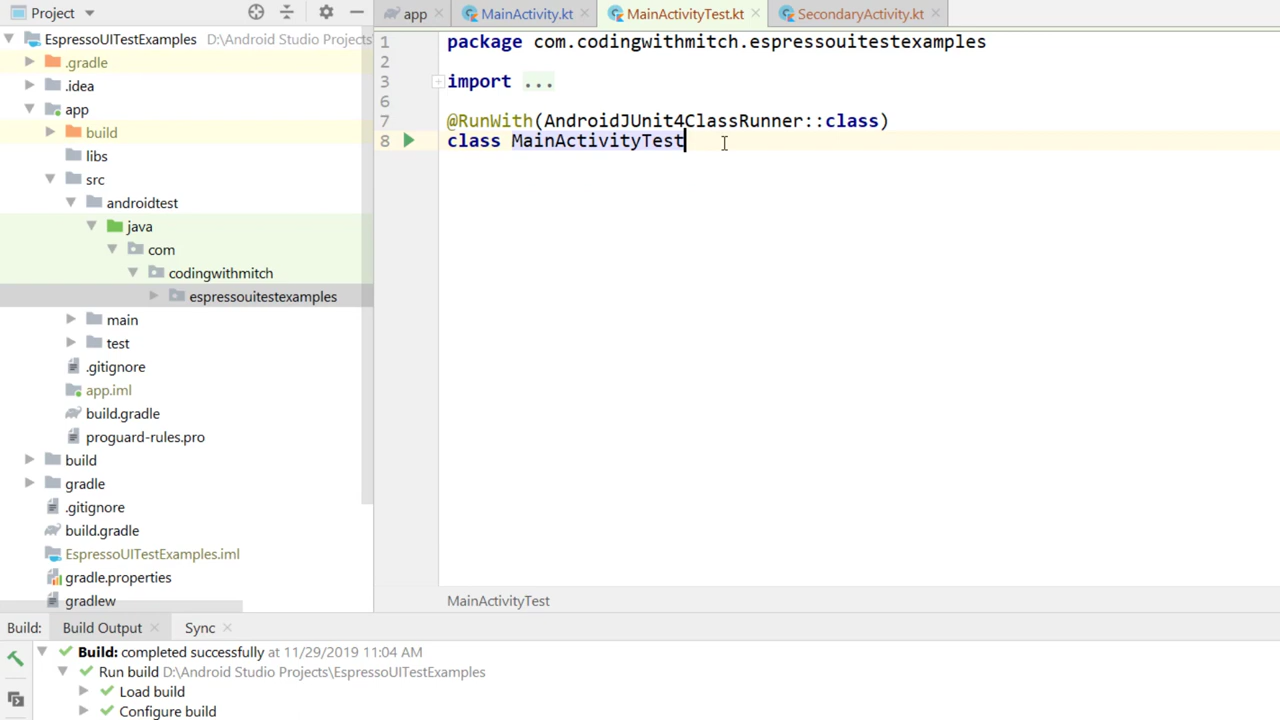 Project
app
MainActivity.kt
MainActivityTest.kt
SecondaryActivity.kt
EspressoUITestExamples D:\Android Studio Projects
.gradle
.idea
app
build
libs
src
androidtest
java
com
codingwithmitch
espressouitestexamples
main
test
.gitignore
app.iml
build.gradle
proguard-rules.pro
build
gradle
.gitignore
build.gradle
EspressoUITestExamples.iml
gradle.properties
gradlew
1 package com.codingwithmitch.espressouitestexamples
2
3 import ...
6
7 @RunWith(AndroidJUnit4ClassRunner::class)
8 class MainActivityTest
MainActivityTest
Build: Build Output Sync
Build: completed successfully at 11/29/2019 11:04 AM
Run build D:\Android Studio Projects\EspressoUITestExamples
Load build
Configure build